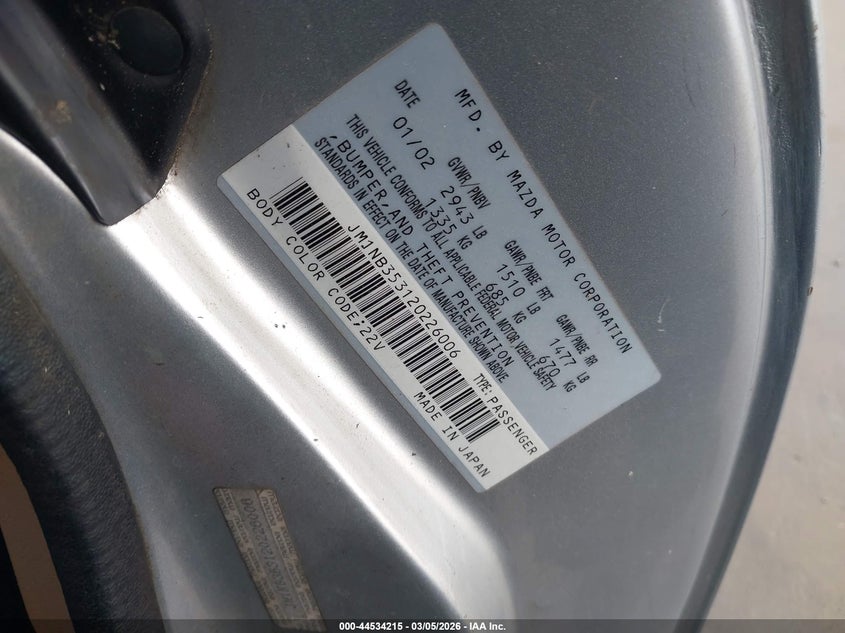 MFD. BY MAZDA MOTOR CORPORATION
DATE GVWR/PNBV GAWR/PNBE FRT GAWR/PNBE RR
01/02 2943 LB 1510 LB 1477 LB
1335 KG 685 KG 670 KG
THIS VEHICLE CONFORMS TO ALL APPLICABLE FEDERAL MOTOR VEHICLE SAFETY
,BUMPER, AND THEFT PREVENTION
STANDARDS IN EFFECT ON THE DATE OF MANUFACTURE SHOWN ABOVE
JM1NB353120226006 TYPE:PASSENGER
BODY COLOR CODE;22V MADE IN JAPAN
000-44534215 - 03/05/2026 - IAA Inc.